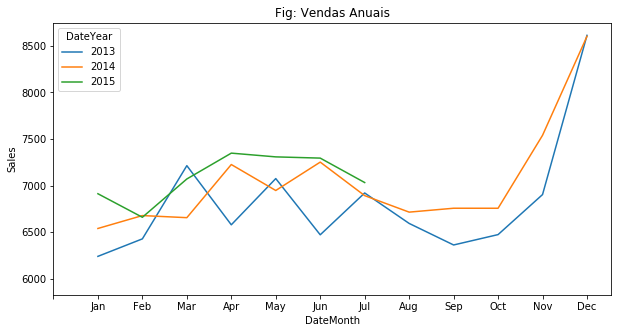 Fig: Vendas Anuais
DateYear
2013
2014
2015
Sales
8500
8000
7500
7000
6500
6000
Jan Feb Mar Apr May Jun Jul Aug Sep Oct Nov Dec
DateMonth